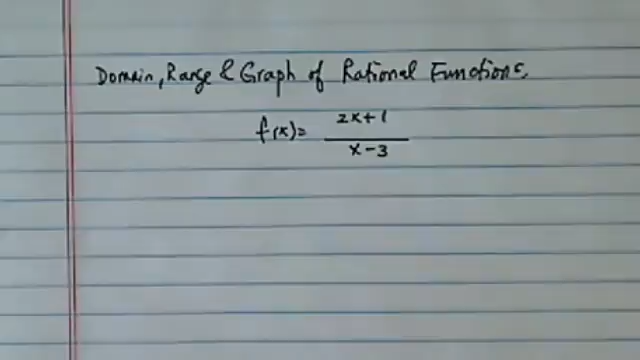 Domain, Range & Graph of Rational Functions.
f(x) = 2x+1
x-3